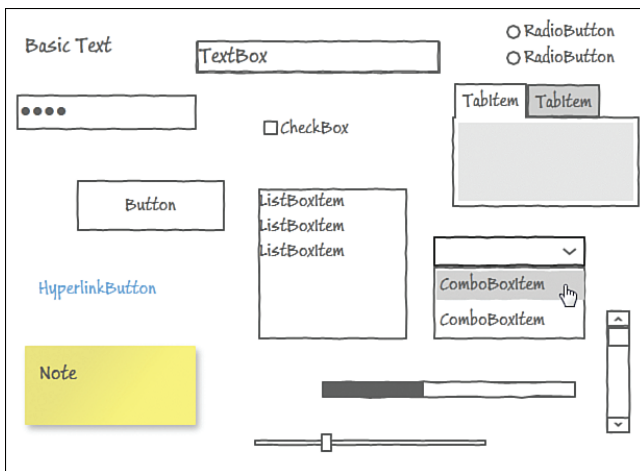 Basic Text
TextBox
RadioButton
RadioButton
TabItem TabItem
CheckBox
Button
ListBoxItem
ListBoxItem
ListBoxItem
HyperlinkButton
ComboBoxItem
ComboBoxItem
Note